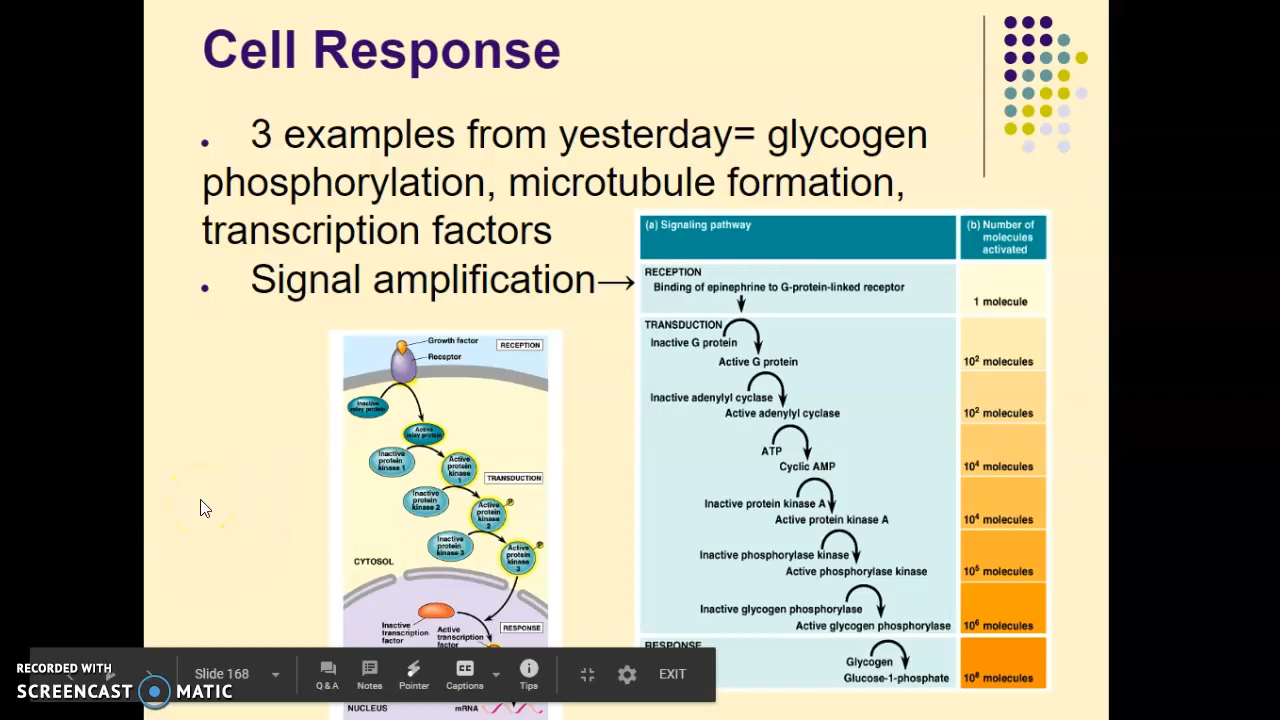 Cell Response
• 3 examples from yesterday= glycogen
phosphorylation, microtubule formation,
transcription factors
• Signal amplification→
(a) Signaling pathway
(b) Number of
molecules
activated
RECEPTION
Binding of epinephrine to G-protein-linked receptor
1 molecule
TRANSDUCTION
Inactive G protein
Active G protein
10² molecules
Inactive adenylyl cyclase
Active adenylyl cyclase
10² molecules
ATP
Cyclic AMP
10⁴ molecules
Inactive protein kinase A
Active protein kinase A
10⁴ molecules
Inactive phosphorylase kinase
Active phosphorylase kinase
10⁵ molecules
Inactive glycogen phosphorylase
Active glycogen phosphorylase
10⁶ molecules
RESPONSE
Glycogen
Glucose-1-phosphate
10⁸ molecules
Growth factor
RECEPTION
Receptor
Inactive
relay protein
Active
relay protein
Inactive
protein
kinase 1
Active
protein
kinase
1
TRANSDUCTION
Inactive
protein
kinase 2
Active
protein
kinase
2
P
Inactive
protein
kinase 3
Active
protein
kinase
3
P
CYTOSOL
Inactive
transcription
factor
Active
transcription
factor
RESPONSE
NUCLEUS
mRNA
RECORDED WITH
SCREENCAST MATIC
Slide 168
Q & A
Notes
Pointer
CC
Captions
Tips
EXIT